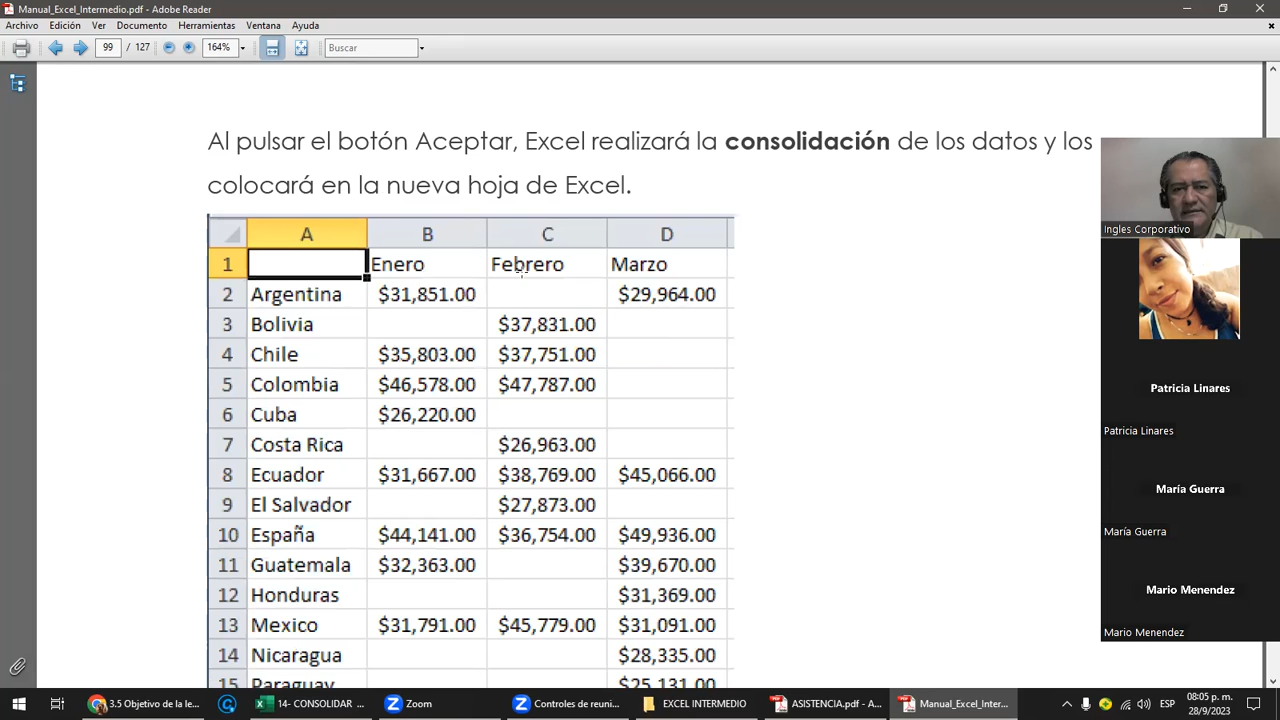 Manual_Excel_Intermedio.pdf - Adobe Reader
Archivo Edición Ver Documento Herramientas Ventana Ayuda
99 / 127 164% Buscar
Al pulsar el botón Aceptar, Excel realizará la consolidación de los datos y los
colocará en la nueva hoja de Excel.
A B C D
1 Enero Febrero Marzo
2 Argentina $31,851.00 $29,964.00
3 Bolivia $37,831.00
4 Chile $35,803.00 $37,751.00
5 Colombia $46,578.00 $47,787.00
6 Cuba $26,220.00
7 Costa Rica $26,963.00
8 Ecuador $31,667.00 $38,769.00 $45,066.00
9 El Salvador $27,873.00
10 España $44,141.00 $36,754.00 $49,936.00
11 Guatemala $32,363.00 $39,670.00
12 Honduras $31,369.00
13 Mexico $31,791.00 $45,779.00 $31,091.00
14 Nicaragua $28,335.00
15 Paraguay $25,131.00
Ingles Corporativo
Patricia Linares
Patricia Linares
María Guerra
María Guerra
Mario Menendez
Mario Menendez
3.5 Objetivo de la le...
14- CONSOLIDAR ...
Zoom
Controles de reuni...
EXCEL INTERMEDIO
ASISTENCIA.pdf - A...
Manual_Excel_Inter...
ESP
08:05 p. m.
28/9/2023